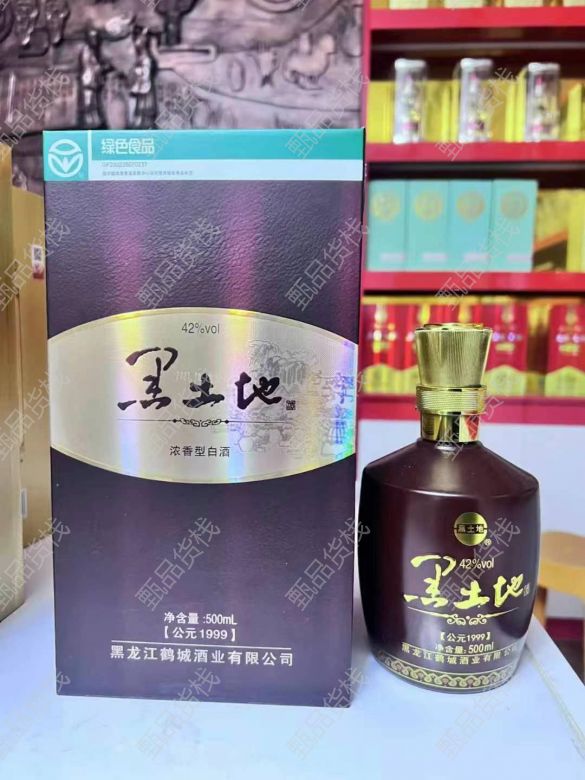 绿色食品
42%vol
黑土地
浓香型白酒
净含量:500mL
【公元1999】
黑龙江鹤城酒业有限公司
黑土地
®
42%vol
黑土地
酒
【公元1999】
净含量:500ml
黑龙江鹤城酒业有限公司
甄品货栈